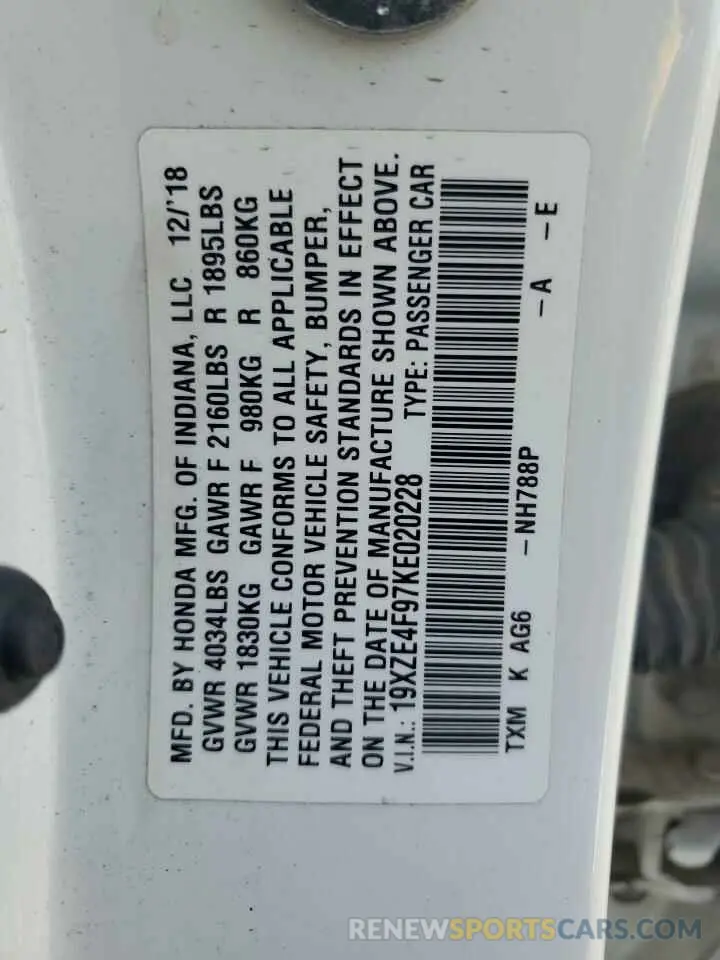 MFD. BY HONDA MFG. OF INDIANA, LLC 12/'18
GVWR 4034LBS GAWR F 2160LBS R 1895LBS
GVWR 1830KG GAWR F 980KG R 860KG
THIS VEHICLE CONFORMS TO ALL APPLICABLE
FEDERAL MOTOR VEHICLE SAFETY, BUMPER,
AND THEFT PREVENTION STANDARDS IN EFFECT
ON THE DATE OF MANUFACTURE SHOWN ABOVE.
V.I.N.: 19XZE4F97KE020228 TYPE: PASSENGER CAR
TXM K AG6 -NH788P -A -E
RENEWSPORTSCARS.COM